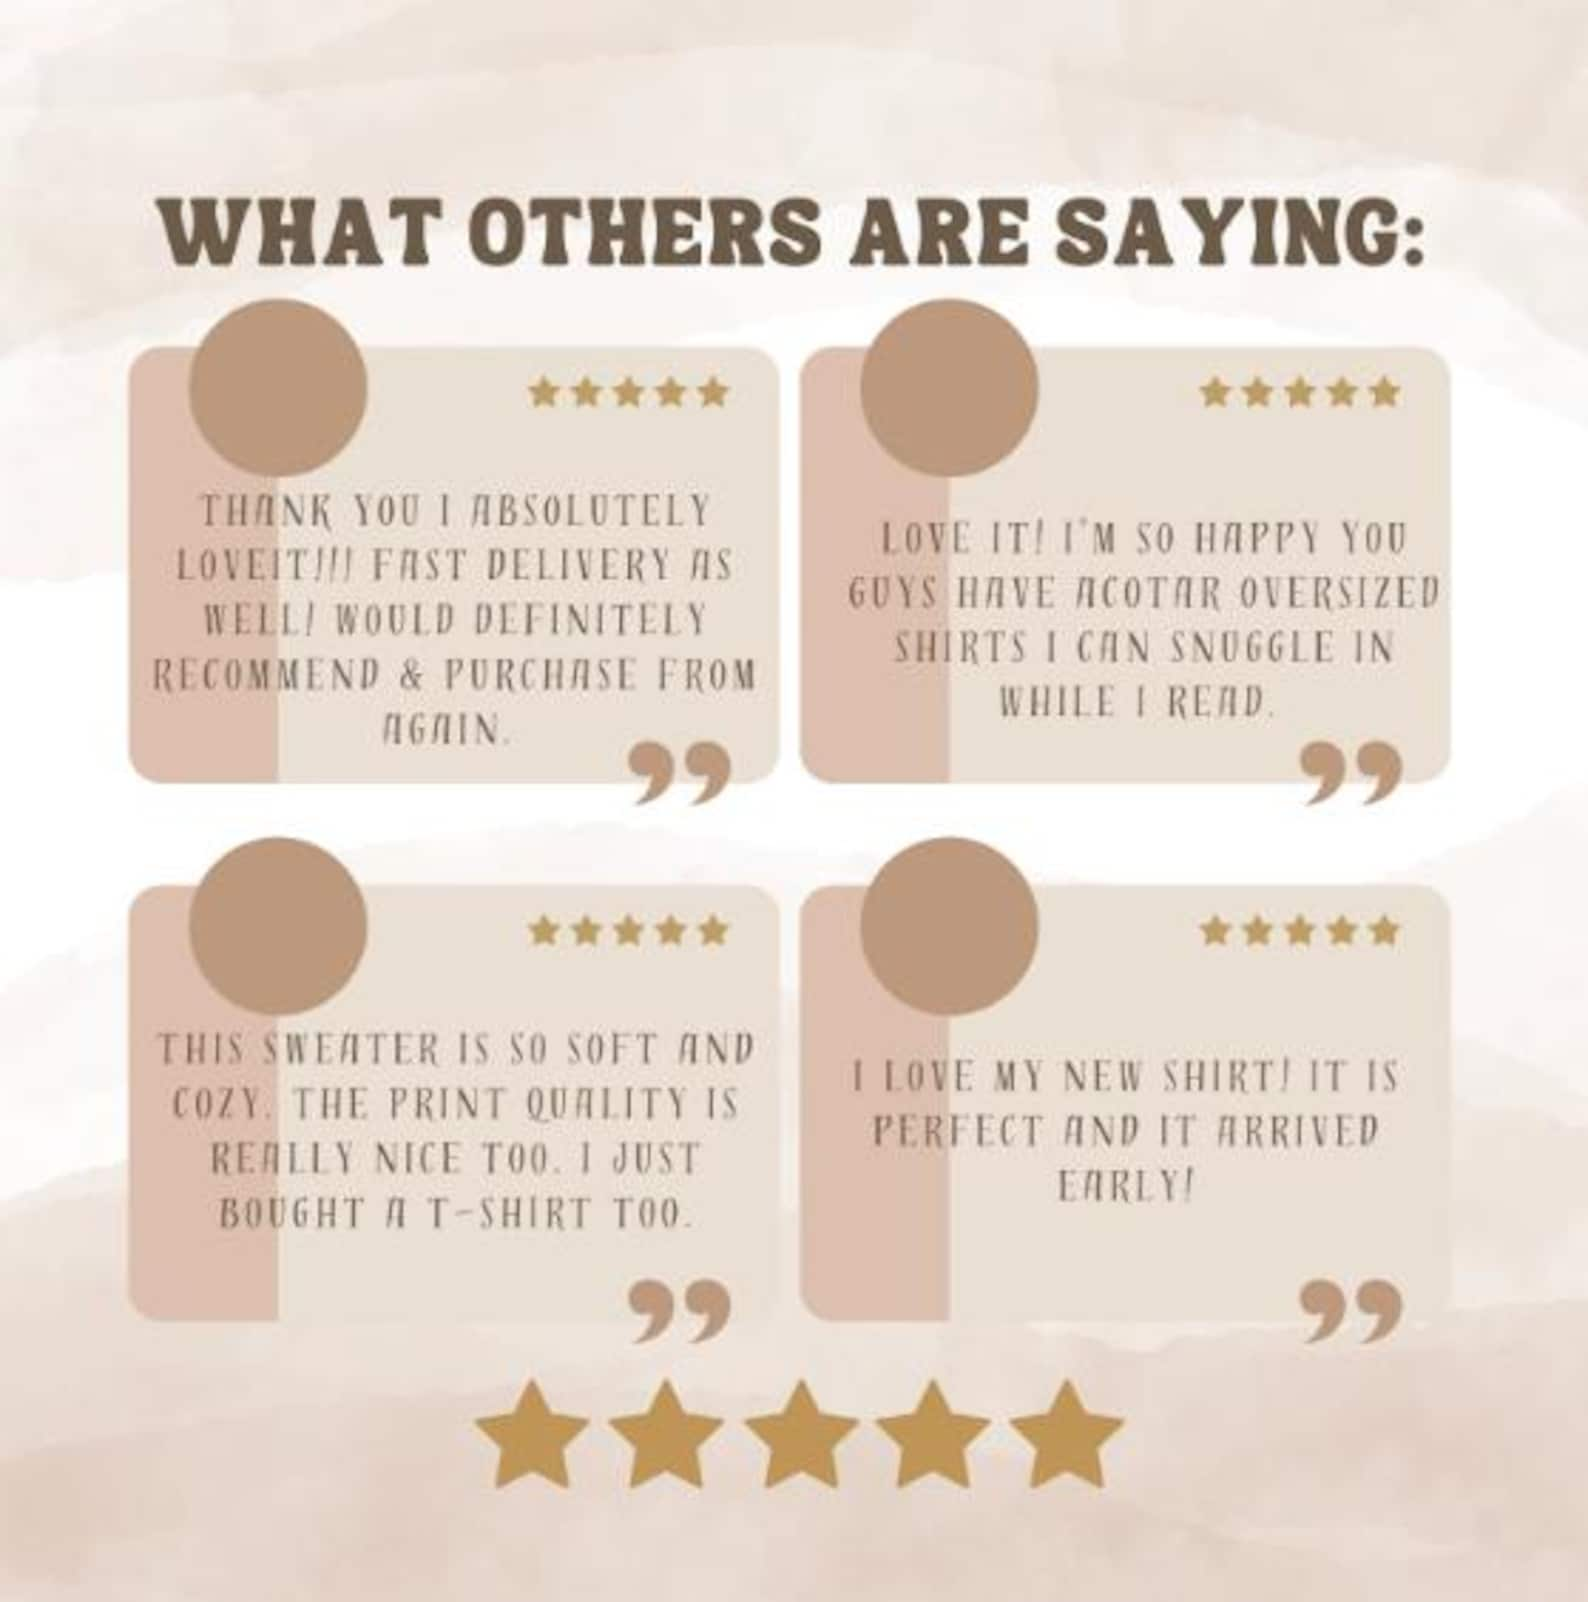 WHAT OTHERS ARE SAYING:
THANK YOU I ABSOLUTELY
LOVEIT!!! FAST DELIVERY AS
WELL! WOULD DEFINITELY
RECOMMEND & PURCHASE FROM
AGAIN.
LOVE IT! I'M SO HAPPY YOU
GUYS HAVE ACOTAR OVERSIZED
SHIRTS I CAN SNUGGLE IN
WHILE I READ.
THIS SWEATER IS SO SOFT AND
COZY. THE PRINT QUALITY IS
REALLY NICE TOO. I JUST
BOUGHT A T-SHIRT TOO.
I LOVE MY NEW SHIRT! IT IS
PERFECT AND IT ARRIVED
EARLY!